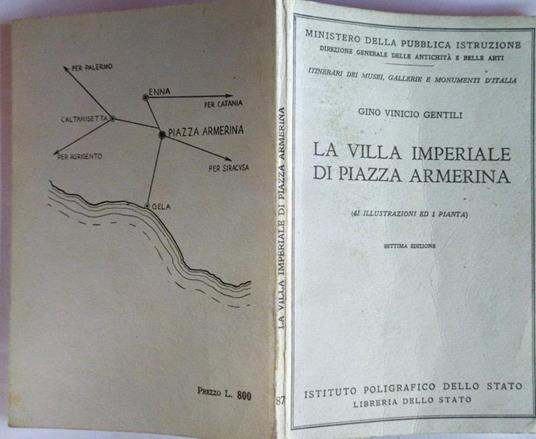 PER PALERMO
ENNA
PER CATANIA
CALTANISETTA
PIAZZA ARMERINA
PER AGRIGENTO
PER SIRACUSA
GELA
PREZZO L. 800
LA VILLA IMPERIALE DI PIAZZA ARMERINA
87
MINISTERO DELLA PUBBLICA ISTRUZIONE
DIREZIONE GENERALE DELLE ANTICHITÀ E BELLE ARTI
ITINERARI DEI MUSEI, GALLERIE E MONUMENTI D'ITALIA
GINO VINICIO GENTILI
LA VILLA IMPERIALE
DI PIAZZA ARMERINA
(41 ILLUSTRAZIONI ED 1 PIANTA)
SETTIMA EDIZIONE
ISTITUTO POLIGRAFICO DELLO STATO
LIBRERIA DELLO STATO